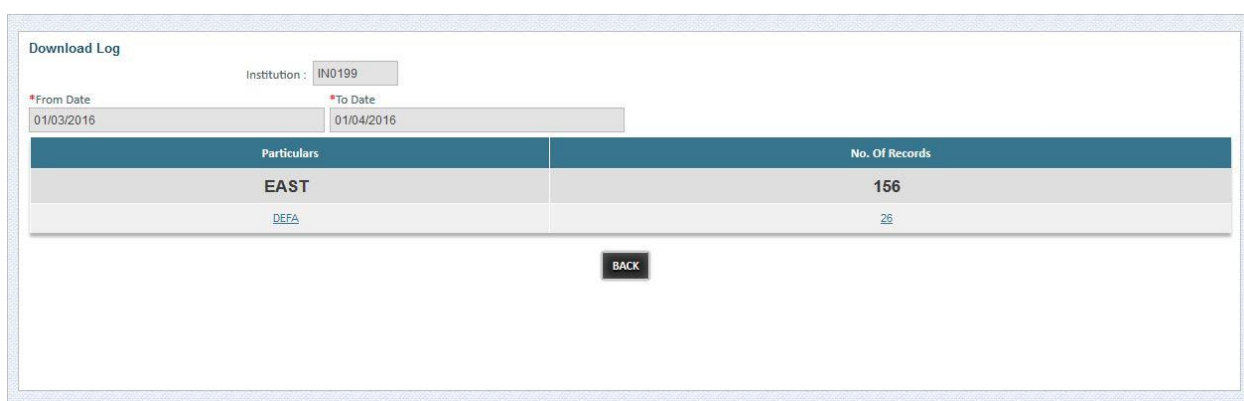 Download Log
Institution : IN0199
*From Date *To Date
01/03/2016 01/04/2016
Particulars No. Of Records
EAST 156
DEFA 26
BACK